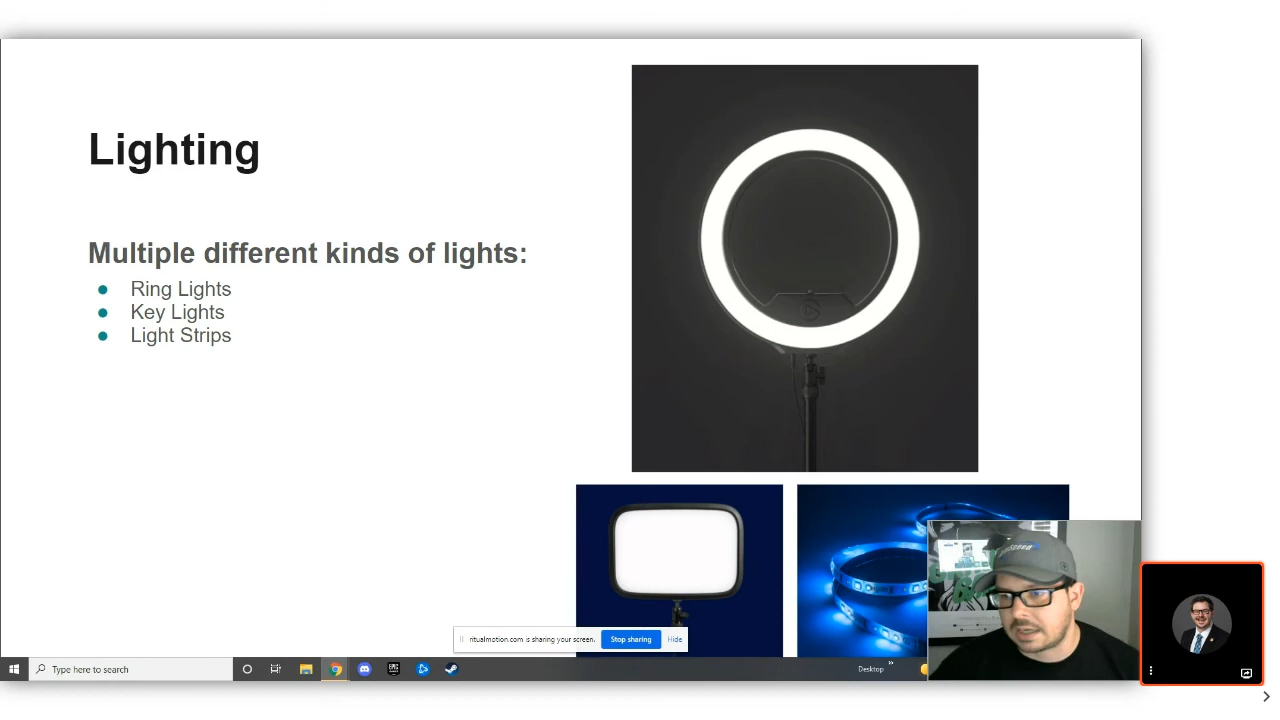 Lighting
Multiple different kinds of lights:
Ring Lights
Key Lights
Light Strips
ritualmotion.com is sharing your screen.
Stop sharing
Hide
Type here to search
Desktop